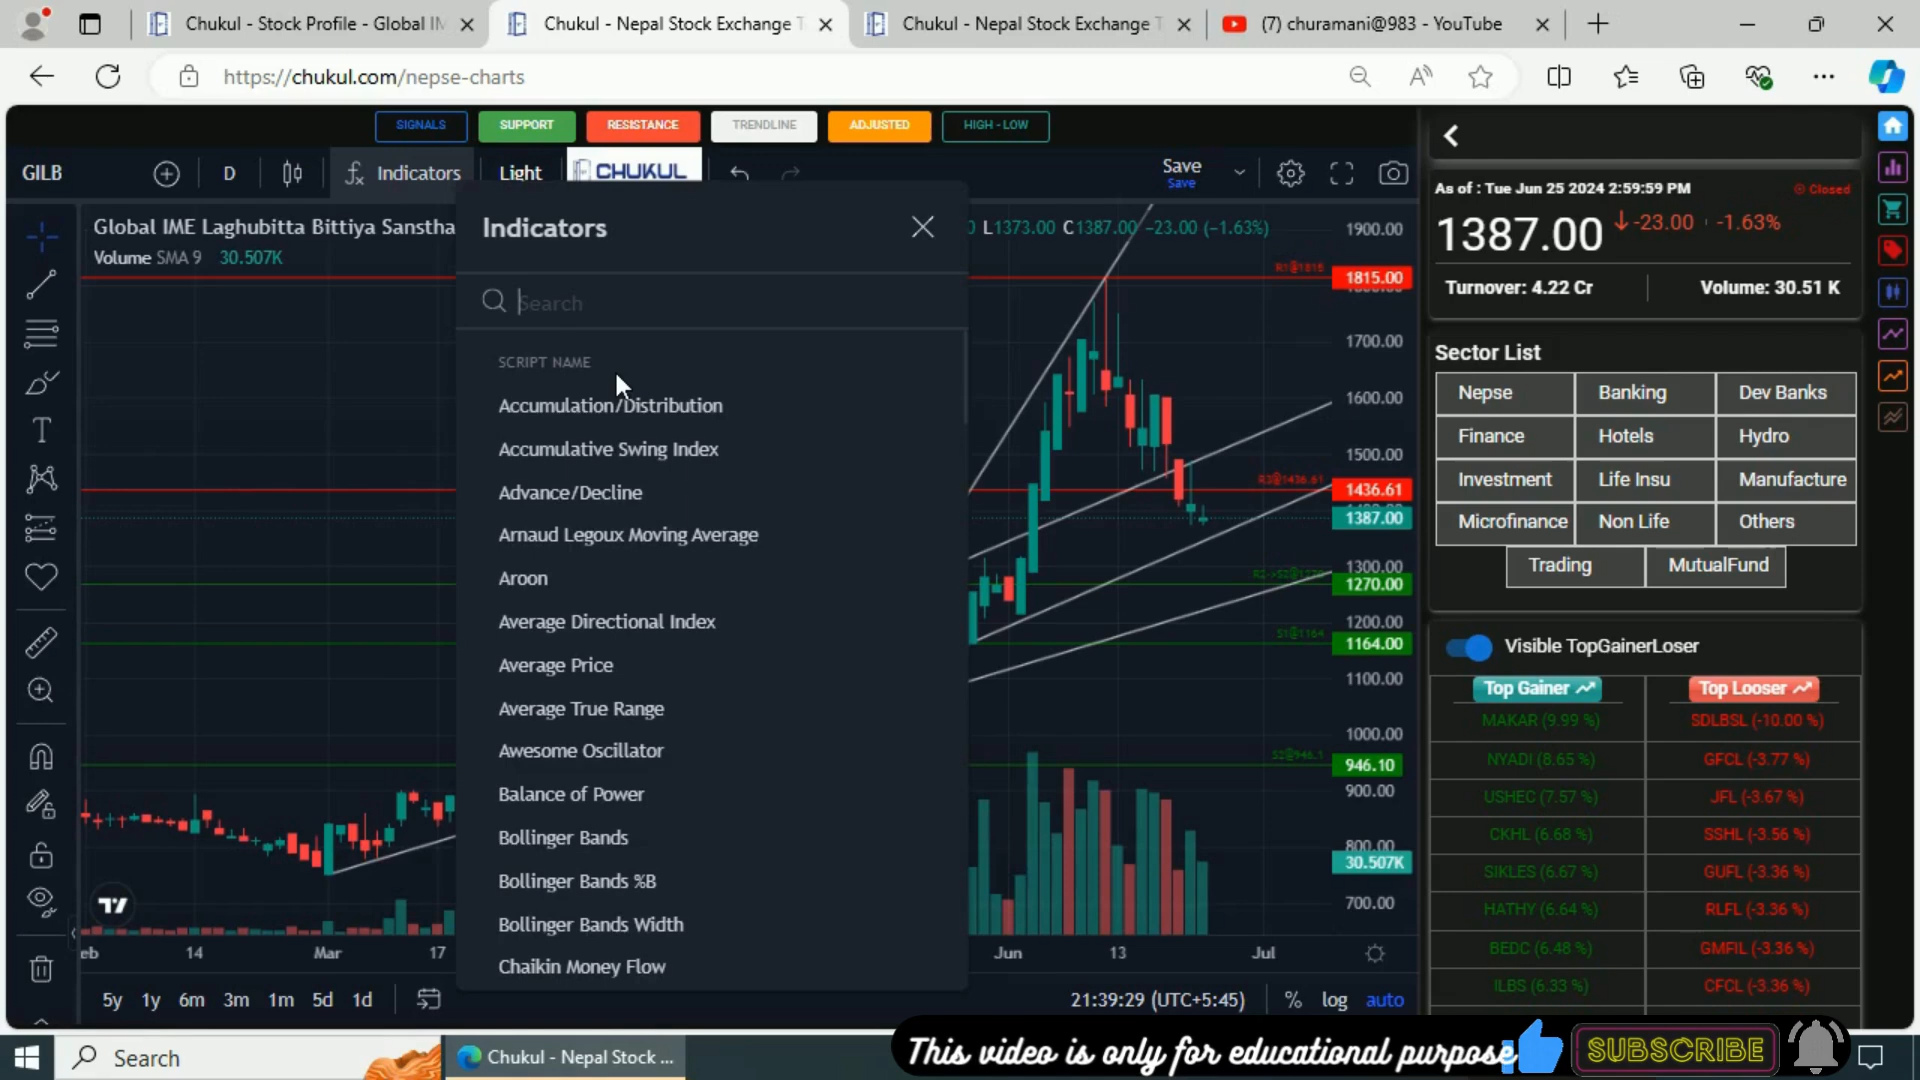 Chukul - Stock Profile - Global IM
Chukul - Nepal Stock Exchange T
Chukul - Nepal Stock Exchange T
(7) churamani@983 - YouTube
https://chukul.com/nepse-charts
SIGNALS
SUPPORT
RESISTANCE
TRENDLINE
ADJUSTED
HIGH - LOW
GILB
D
Indicators
Light
CHUKUL
Save
Save
Global IME Laghubitta Bittiya Sanstha
L1373.00 C1387.00 -23.00 (-1.63%)
Volume SMA 9 30.507K
Indicators
Search
SCRIPT NAME
Accumulation/Distribution
Accumulative Swing Index
Advance/Decline
Arnaud Legoux Moving Average
Aroon
Average Directional Index
Average Price
Average True Range
Awesome Oscillator
Balance of Power
Bollinger Bands
Bollinger Bands %B
Bollinger Bands Width
Chaikin Money Flow
R1@1815
R3@1436.61
S1@1164
S2@946.1
1900.00
1815.00
1700.00
1600.00
1500.00
1436.61
1387.00
1300.00
1270.00
1200.00
1164.00
1100.00
1000.00
946.10
900.00
800.00
30.507K
700.00
eb
14
Mar
17
Jun
13
Jul
5y
1y
6m
3m
1m
5d
1d
21:39:29 (UTC+5:45)
%
log
auto
As of : Tue Jun 25 2024 2:59:59 PM
Closed
1387.00
-23.00
-1.63%
Turnover: 4.22 Cr
Volume: 30.51 K
Sector List
Nepse
Banking
Dev Banks
Finance
Hotels
Hydro
Investment
Life Insu
Manufacture
Microfinance
Non Life
Others
Trading
MutualFund
Visible TopGainerLoser
Top Gainer
Top Looser
MAKAR (9.99 %)
SDLBSL (-10.00 %)
NYADI (8.65 %)
GFCL (-3.77 %)
USHEC (7.57 %)
JFL (-3.67 %)
CKHL (6.68 %)
SSHL (-3.56 %)
SIKLES (6.67 %)
GUFL (-3.36 %)
HATHY (6.64 %)
RLFL (-3.36 %)
BEDC (6.48 %)
GMFIL (-3.36 %)
ILBS (6.33 %)
CFCL (-3.36 %)
Search
Chukul - Nepal Stock ...
This video is only for educational purpose
SUBSCRIBE